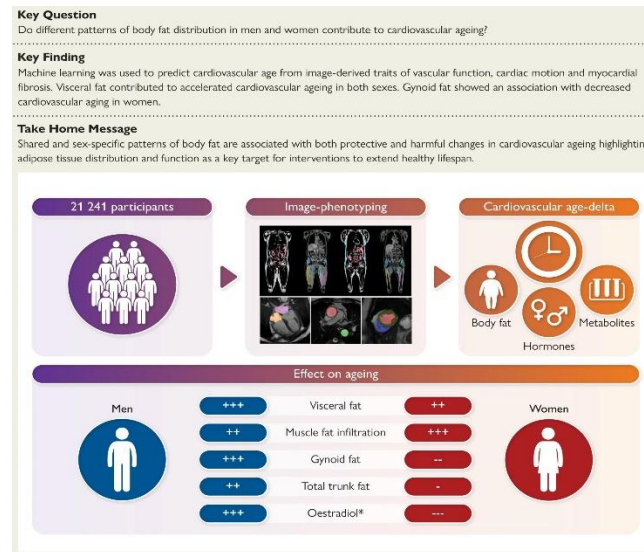 Key Question
Do different patterns of body fat distribution in men and women contribute to cardiovascular ageing?
Key Finding
Machine learning was used to predict cardiovascular age from image-derived traits of vascular function, cardiac motion and myocardial
fibrosis. Visceral fat contributed to accelerated cardiovascular ageing in both sexes. Gynoid fat showed an association with decreased
cardiovascular aging in women.
Take Home Message
Shared and sex-specific patterns of body fat are associated with both protective and harmful changes in cardiovascular ageing highlightin
adipose tissue distribution and function as a key target for interventions to extend healthy lifespan.
21 241 participants
Image-phenotyping
Cardiovascular age-delta
Body fat
Metabolites
Hormones
Effect on ageing
Men
Women
+++ Visceral fat ++
++ Muscle fat infiltration +++
+++ Gynoid fat --
++ Total trunk fat -
+++ Oestradiol* ---